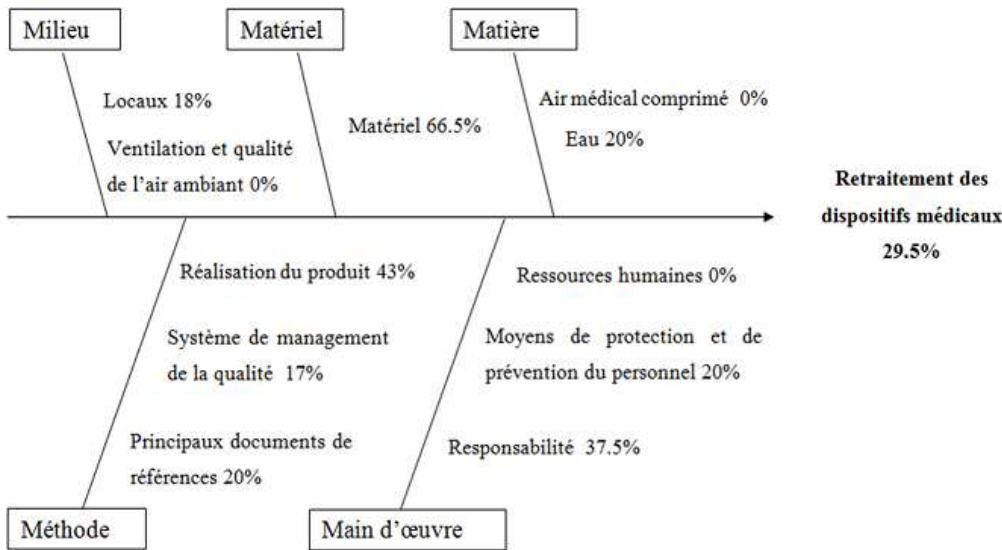 Milieu
Matériel
Matière
Locaux 18%
Ventilation et qualité
de l’air ambiant 0%
Matériel 66.5%
Air médical comprimé 0%
Eau 20%
Retraitement des
dispositifs médicaux
29.5%
Réalisation du produit 43%
Système de management
de la qualité 17%
Principaux documents de
références 20%
Ressources humaines 0%
Moyens de protection et de
prévention du personnel 20%
Responsabilité 37.5%
Méthode
Main d’œuvre